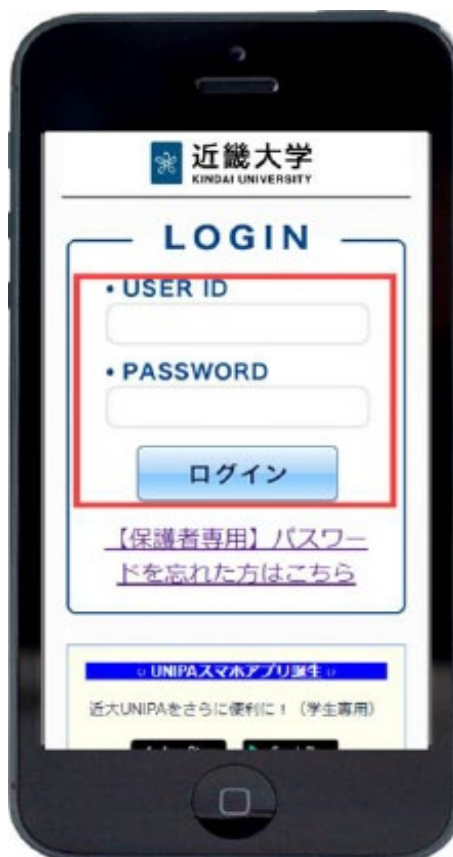 近畿大学
KINDAI UNIVERSITY
LOGIN
• USER ID
• PASSWORD
ログイン
【保護者専用】パスワー
ドを忘れた方はこちら
UNIPAスマホアプリ誕生
近大UNIPAをさらに便利に!(学生専用)